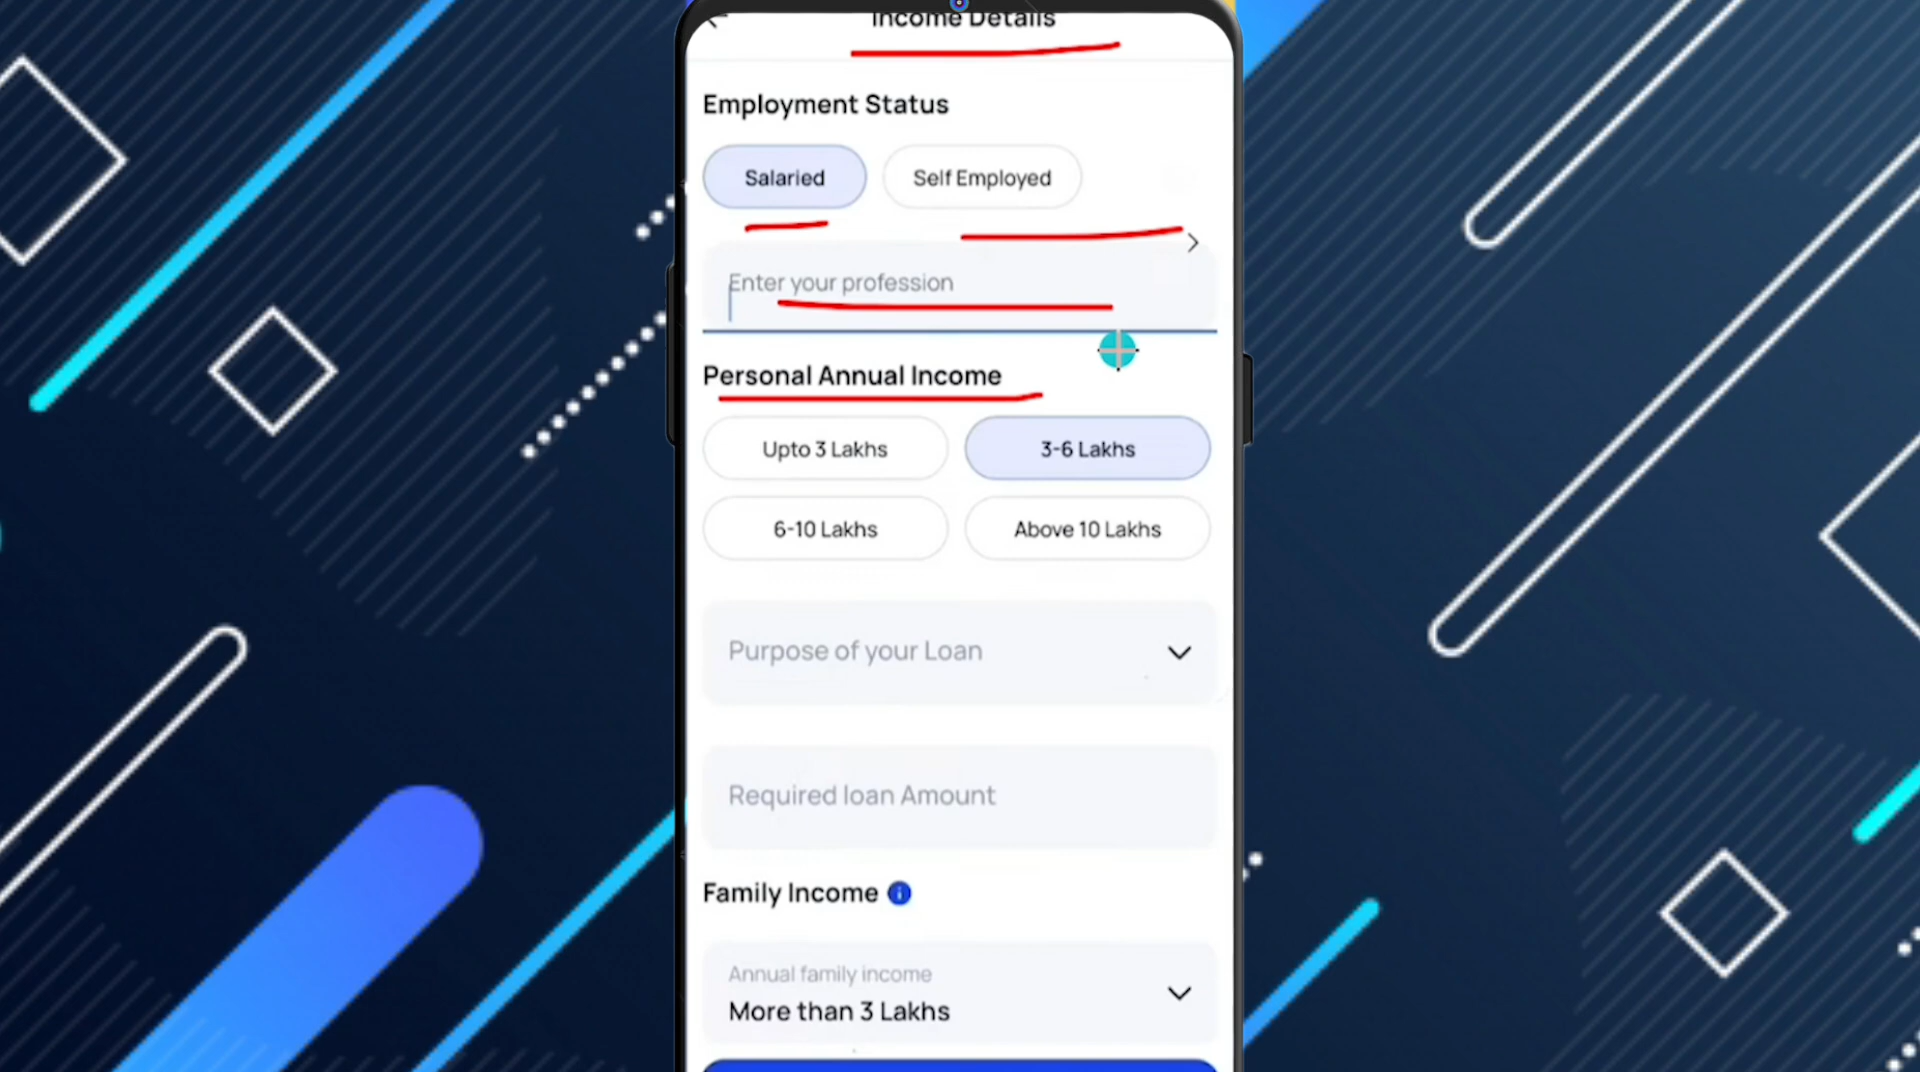 Income Details
Employment Status
Salaried
Self Employed
Enter your profession
Personal Annual Income
Upto 3 Lakhs
3-6 Lakhs
6-10 Lakhs
Above 10 Lakhs
Purpose of your Loan
Required loan Amount
Family Income
Annual family income
More than 3 Lakhs